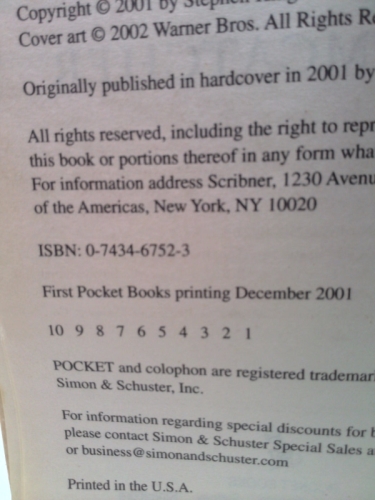 Copyright © 2001 by Stephen
Cover art © 2002 Warner Bros. All Rights
Originally published in hardcover in 2001 by
All rights reserved, including the right to
this book or portions thereof in any form
For information address Scribner, 1230
of the Americas, New York, NY 10020
ISBN: 0-7434-6752-3
First Pocket Books printing December 2001
10 9 8 7 6 5 4 3 2 1
POCKET and colophon are registered
Simon & Schuster, Inc.
For information regarding special discounts for
please contact Simon & Schuster Special Sales
or business@simonandschuster.com
Printed in the U.S.A.